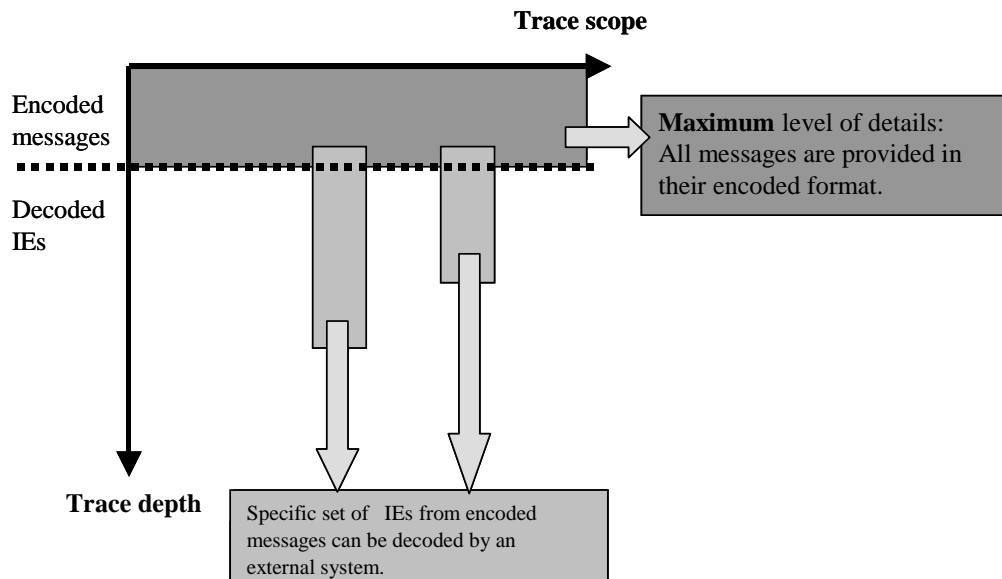 Trace scope
Encoded
messages
Maximum level of details:
All messages are provided in
their encoded format.
Decoded
IEs
Trace depth
Specific set of IEs from encoded
messages can be decoded by an
external system.